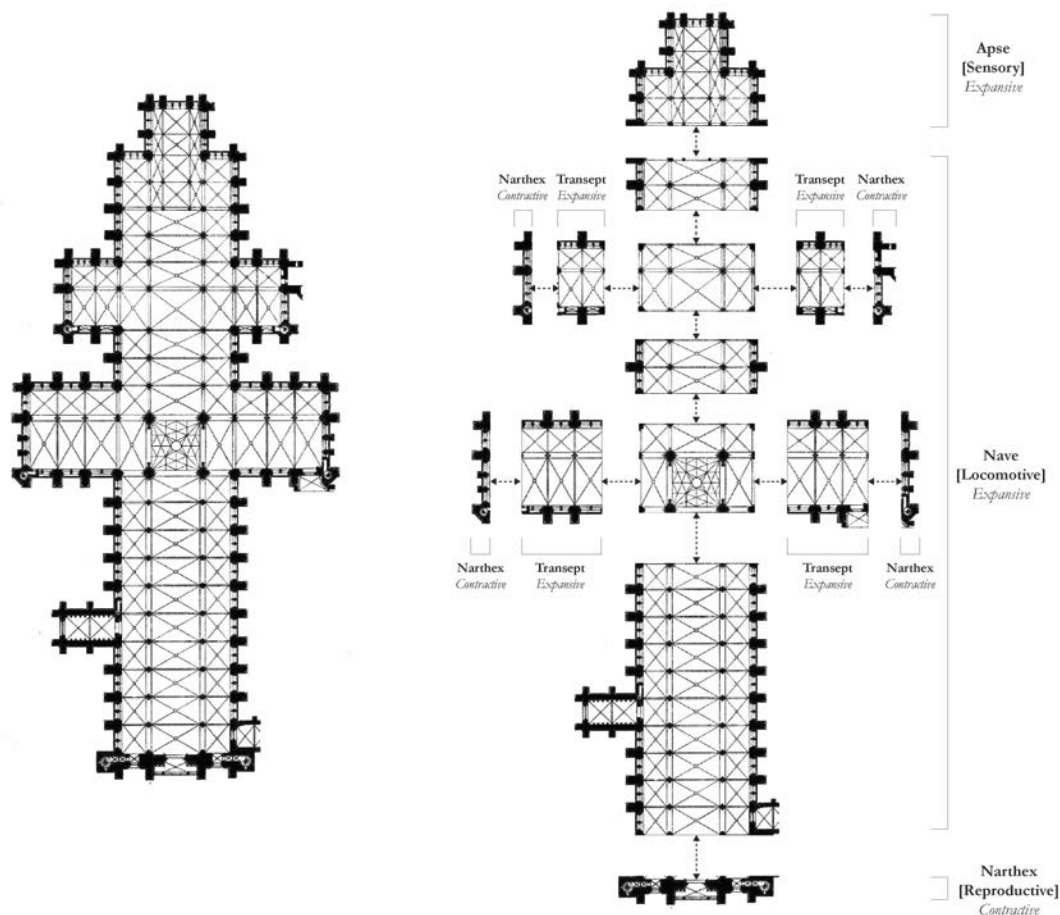 Apse
[Sensory]
Expansive
Narthex
Contractive
Transept
Expansive
Transept
Expansive
Narthex
Contractive
Nave
[Locomotive]
Expansive
Narthex
Contractive
Transept
Expansive
Transept
Expansive
Narthex
Contractive
Narthex
[Reproductive]
Contractive